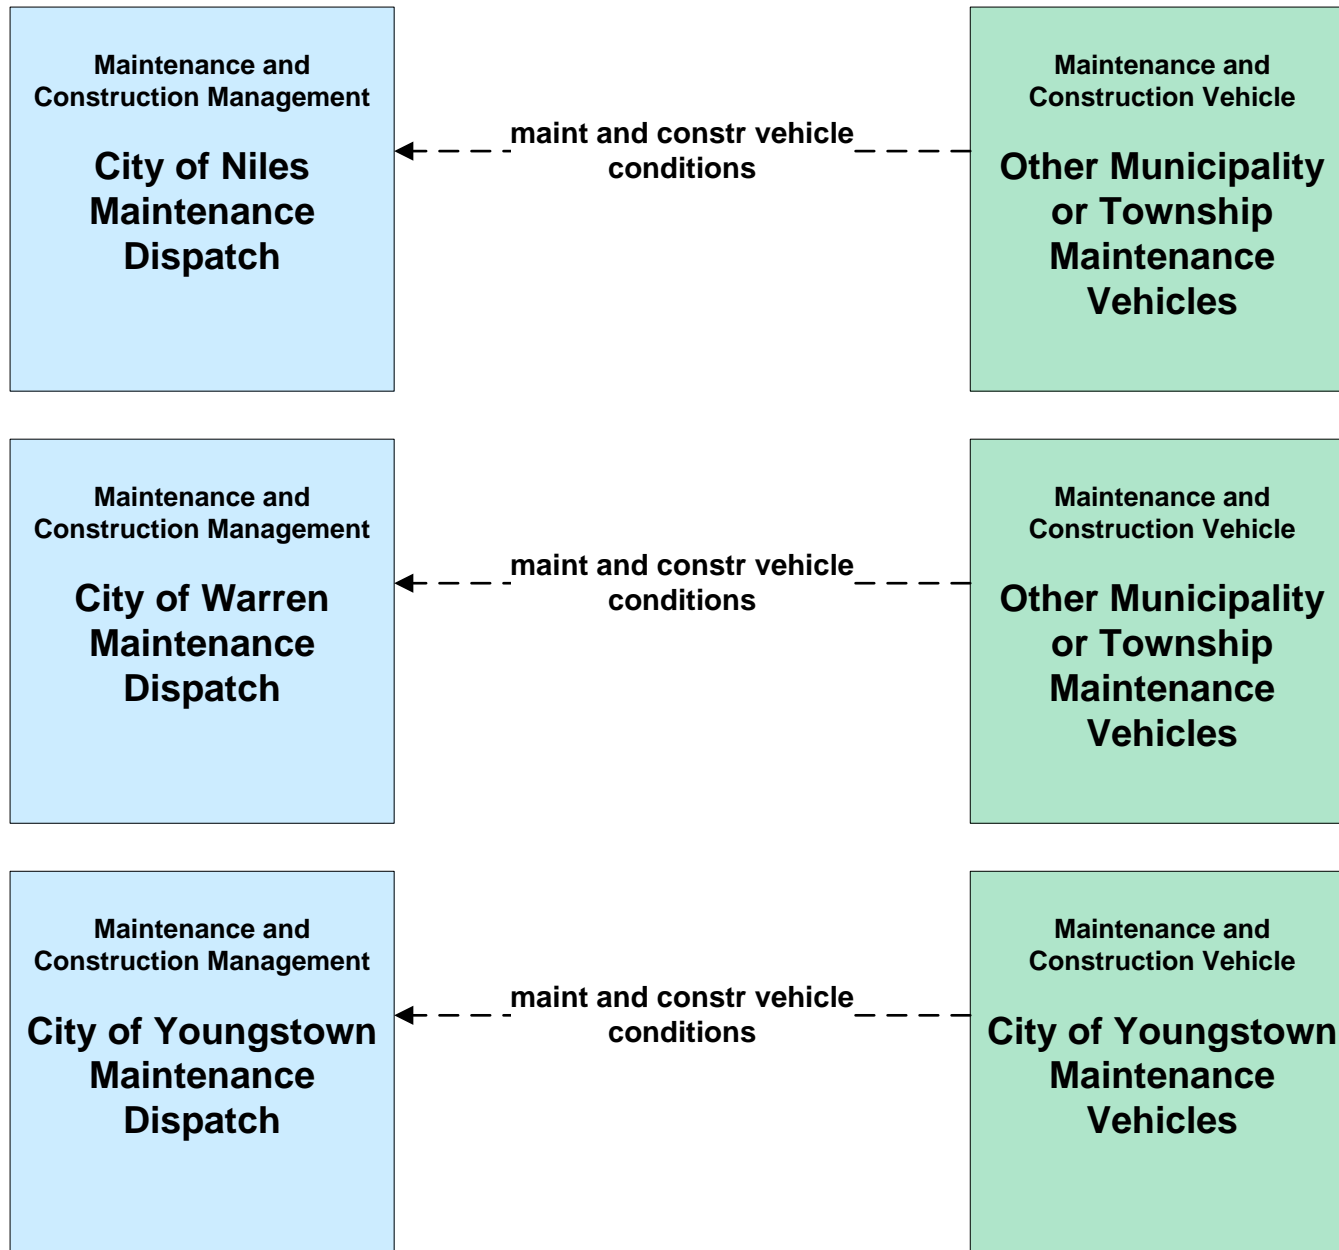 Maintenance and
Construction Management
City of Niles
Maintenance
Dispatch
maint and constr vehicle
conditions
Maintenance and
Construction Vehicle
Other Municipality
or Township
Maintenance
Vehicles
Maintenance and
Construction Management
City of Warren
Maintenance
Dispatch
maint and constr vehicle
conditions
Maintenance and
Construction Vehicle
Other Municipality
or Township
Maintenance
Vehicles
Maintenance and
Construction Management
City of Youngstown
Maintenance
Dispatch
maint and constr vehicle
conditions
Maintenance and
Construction Vehicle
City of Youngstown
Maintenance
Vehicles